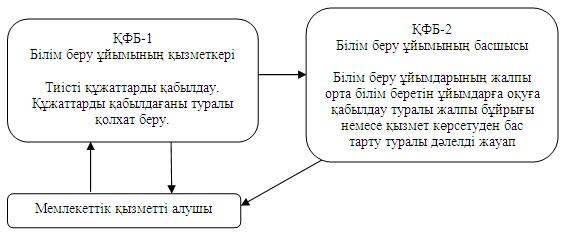 ҚФБ-1
Білім беру ұйымының қызметкері
Тиісті құжаттарды қабылдау.
Құжаттарды қабылдағаны туралы
қолхат беру.
ҚФБ-2
Білім беру ұйымының басшысы
Білім беру ұйымдарының жалпы
орта білім беретін ұйымдарға оқуға
қабылдау туралы жалпы бұйрығы
немесе қызмет көрсетуден бас
тарту туралы дәлелді жауап
Мемлекеттік қызметті алушы